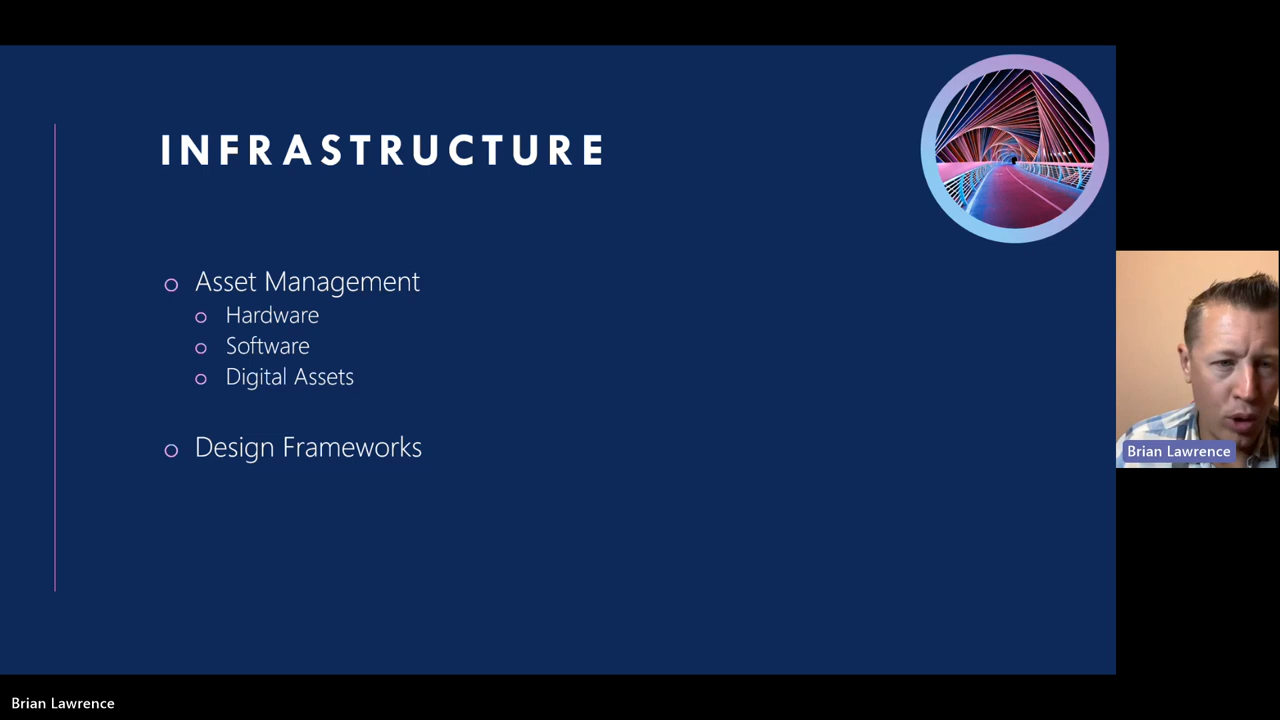 INFRASTRUCTURE
Asset Management
Hardware
Software
Digital Assets
Design Frameworks
Brian Lawrence
Brian Lawrence